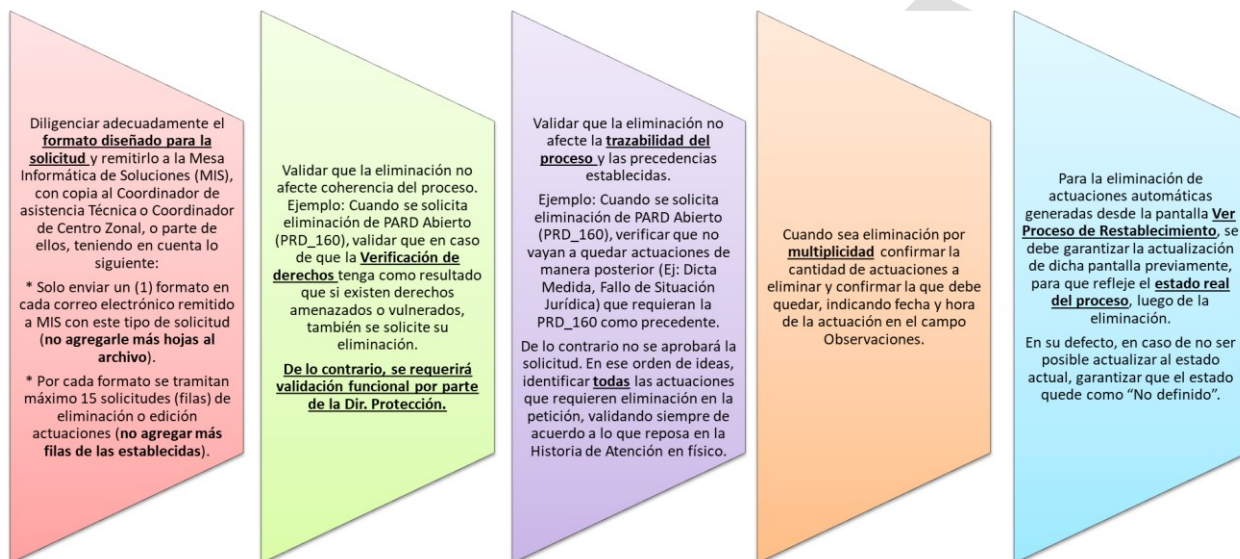 Diligenciar adecuadamente el
formato diseñado para la
solicitud y remitirlo a la Mesa
Informática de Soluciones (MIS),
con copia al Coordinador de
asistencia Técnica o Coordinador
de Centro Zonal, o parte de
ellos, teniendo en cuenta lo
siguiente:
* Solo enviar un (1) formato en
cada correo electrónico remitido
a MIS con este tipo de solicitud
(no agregarle más hojas al
archivo).
* Por cada formato se tramitan
máximo 15 solicitudes (filas) de
eliminación o edición
actuaciones (no agregar más
filas de las establecidas).
Validar que la eliminación no
afecte coherencia del proceso.
Ejemplo: Cuando se solicita
eliminación de PARD Abierto
(PRD_160), validar que en caso
de que la Verificación de
derechos tenga como resultado
que si existen derechos
amenazados o vulnerados,
también se solicite su
eliminación.
De lo contrario, se requerirá
validación funcional por parte
de la Dir. Protección.
Validar que la eliminación no
afecte la trazabilidad del
proceso y las precedencias
establecidas.
Ejemplo: Cuando se solicita
eliminación de PARD Abierto
(PRD_160), verificar que no
vayan a quedar actuaciones de
manera posterior (Ej: Dicta
Medida, Fallo de Situación
Jurídica) que requieran la
PRD_160 como precedente.
De lo contrario no se aprobará la
solicitud. En ese orden de ideas,
identificar todas las actuaciones
que requieren eliminación en la
petición, validando siempre de
acuerdo a lo que reposa en la
Historia de Atención en físico.
Cuando sea eliminación por
multiplicidad confirmar la
cantidad de actuaciones a
eliminar y confirmar la que debe
quedar, indicando fecha y hora
de la actuación en el campo
Observaciones.
Para la eliminación de
actuaciones automáticas
generadas desde la pantalla Ver
Proceso de Restablecimiento, se
debe garantizar la actualización
de dicha pantalla previamente,
para que refleje el estado real
del proceso, luego de la
eliminación.
En su defecto, en caso de no ser
posible actualizar al estado
actual, garantizar que el estado
quede como “No definido”.